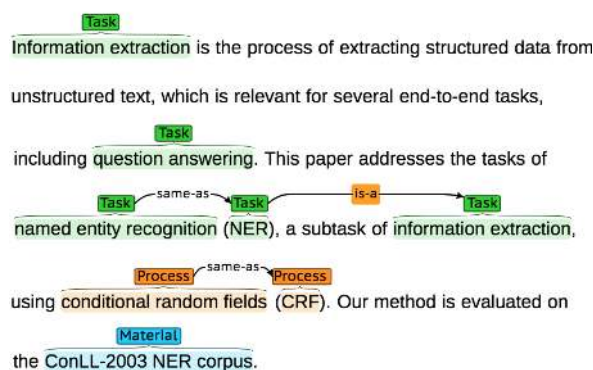 Task
Information extraction is the process of extracting structured data from
unstructured text, which is relevant for several end-to-end tasks,
Task
including question answering. This paper addresses the tasks of
Task same-as Task is-a Task
named entity recognition (NER), a subtask of information extraction,
Process same-as Process
using conditional random fields (CRF). Our method is evaluated on
Material
the ConLL-2003 NER corpus.